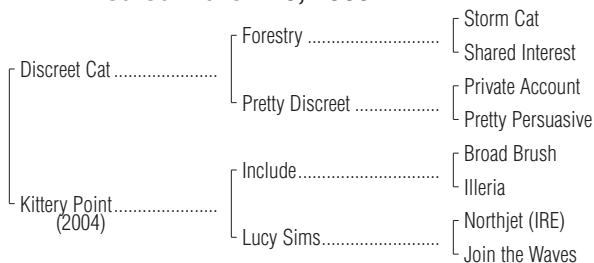 Storm Cat
Forestry
Shared Interest
Discreet Cat
Private Account
Pretty Discreet
Pretty Persuasive
Broad Brush
Include
Illeria
Kittery Point
(2004)
Northjet (IRE)
Lucy Sims
Join the Waves